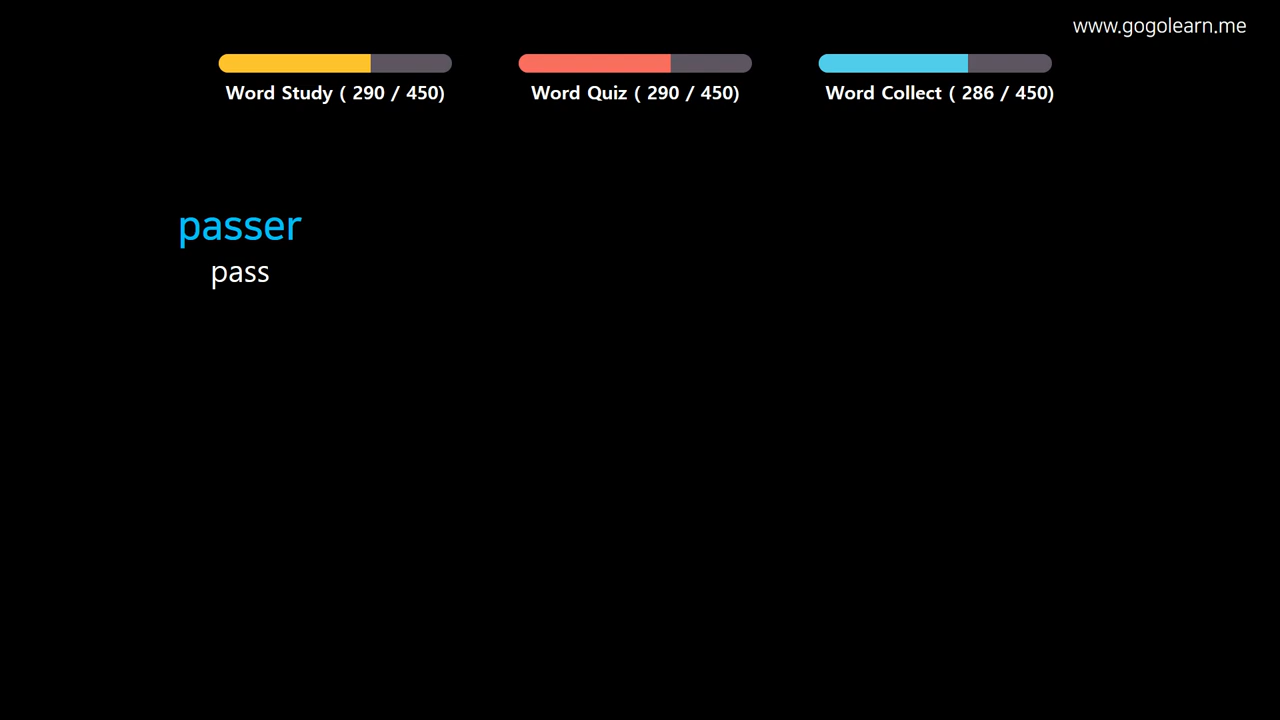 www.gogolearn.me
Word Study ( 290 / 450)
Word Quiz ( 290 / 450)
Word Collect ( 286 / 450)
passer
pass